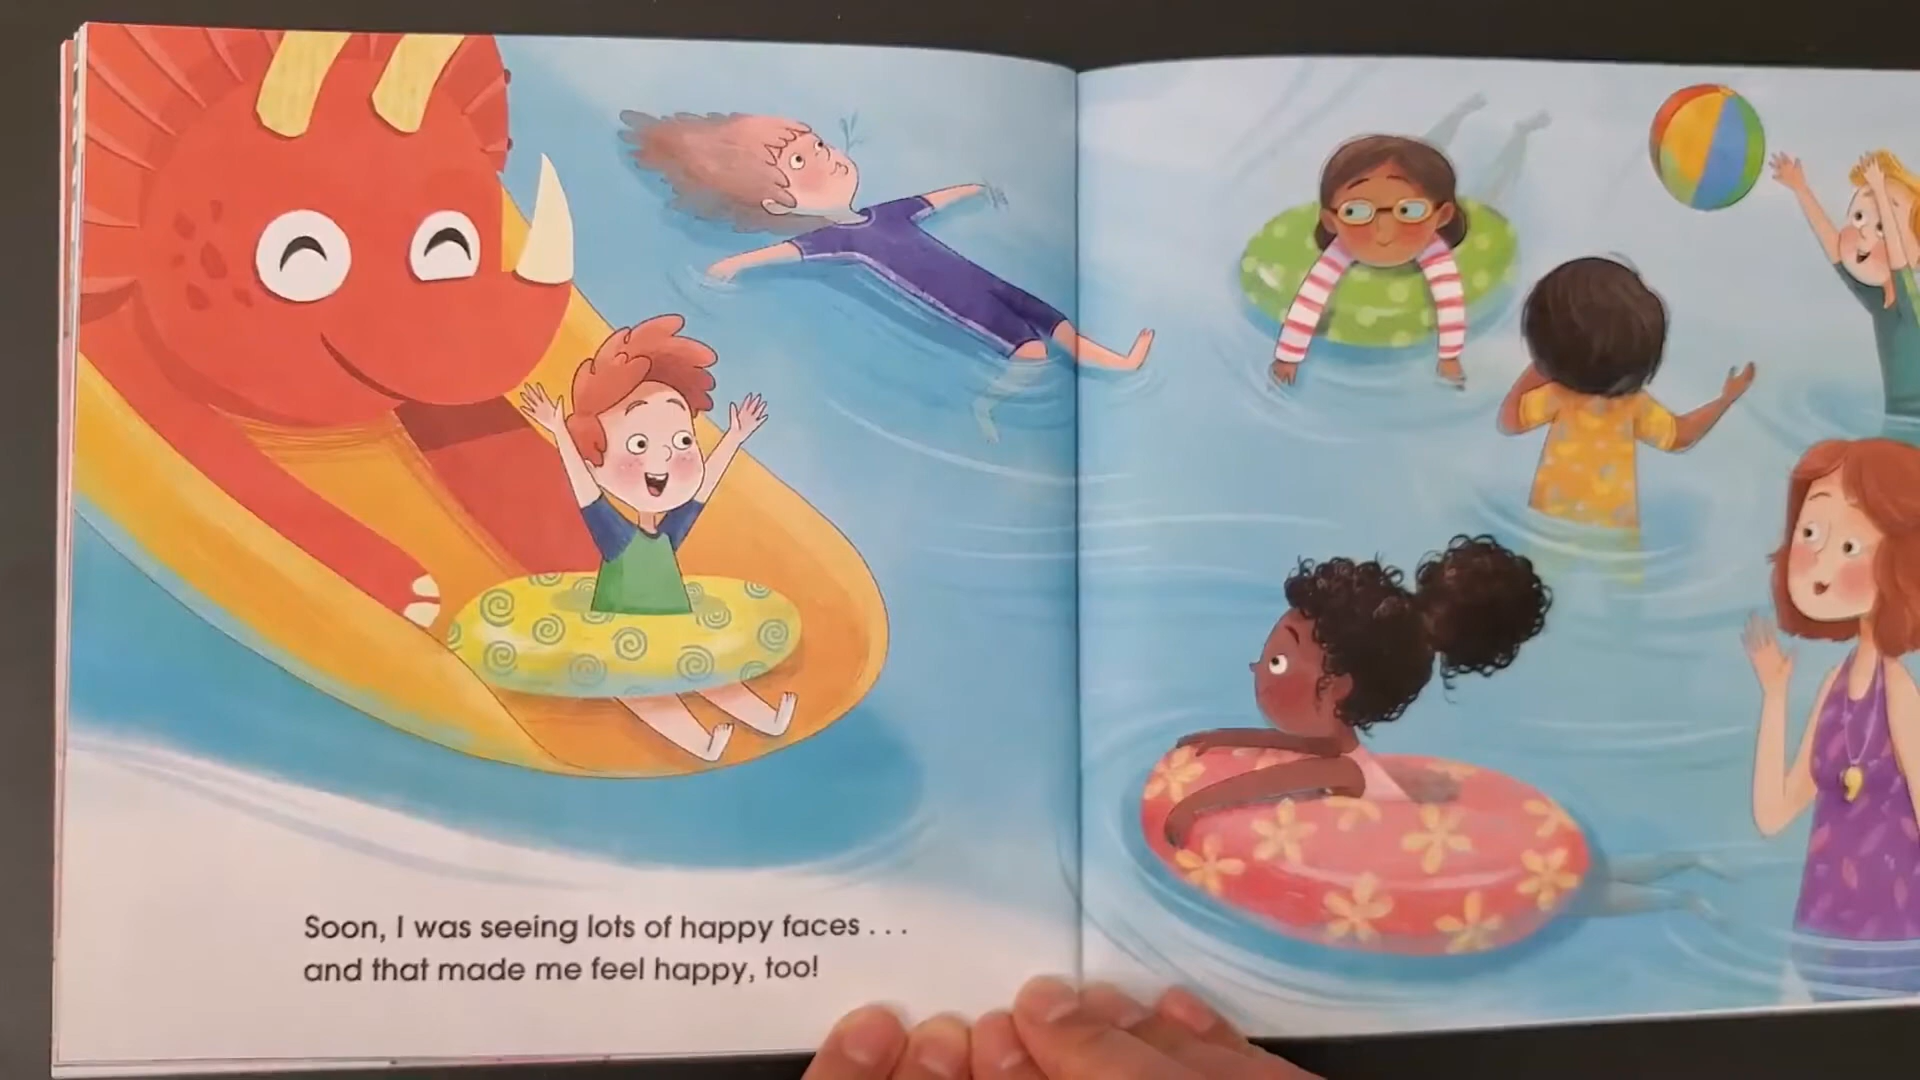 Soon, I was seeing lots of happy faces . . .
and that made me feel happy, too!